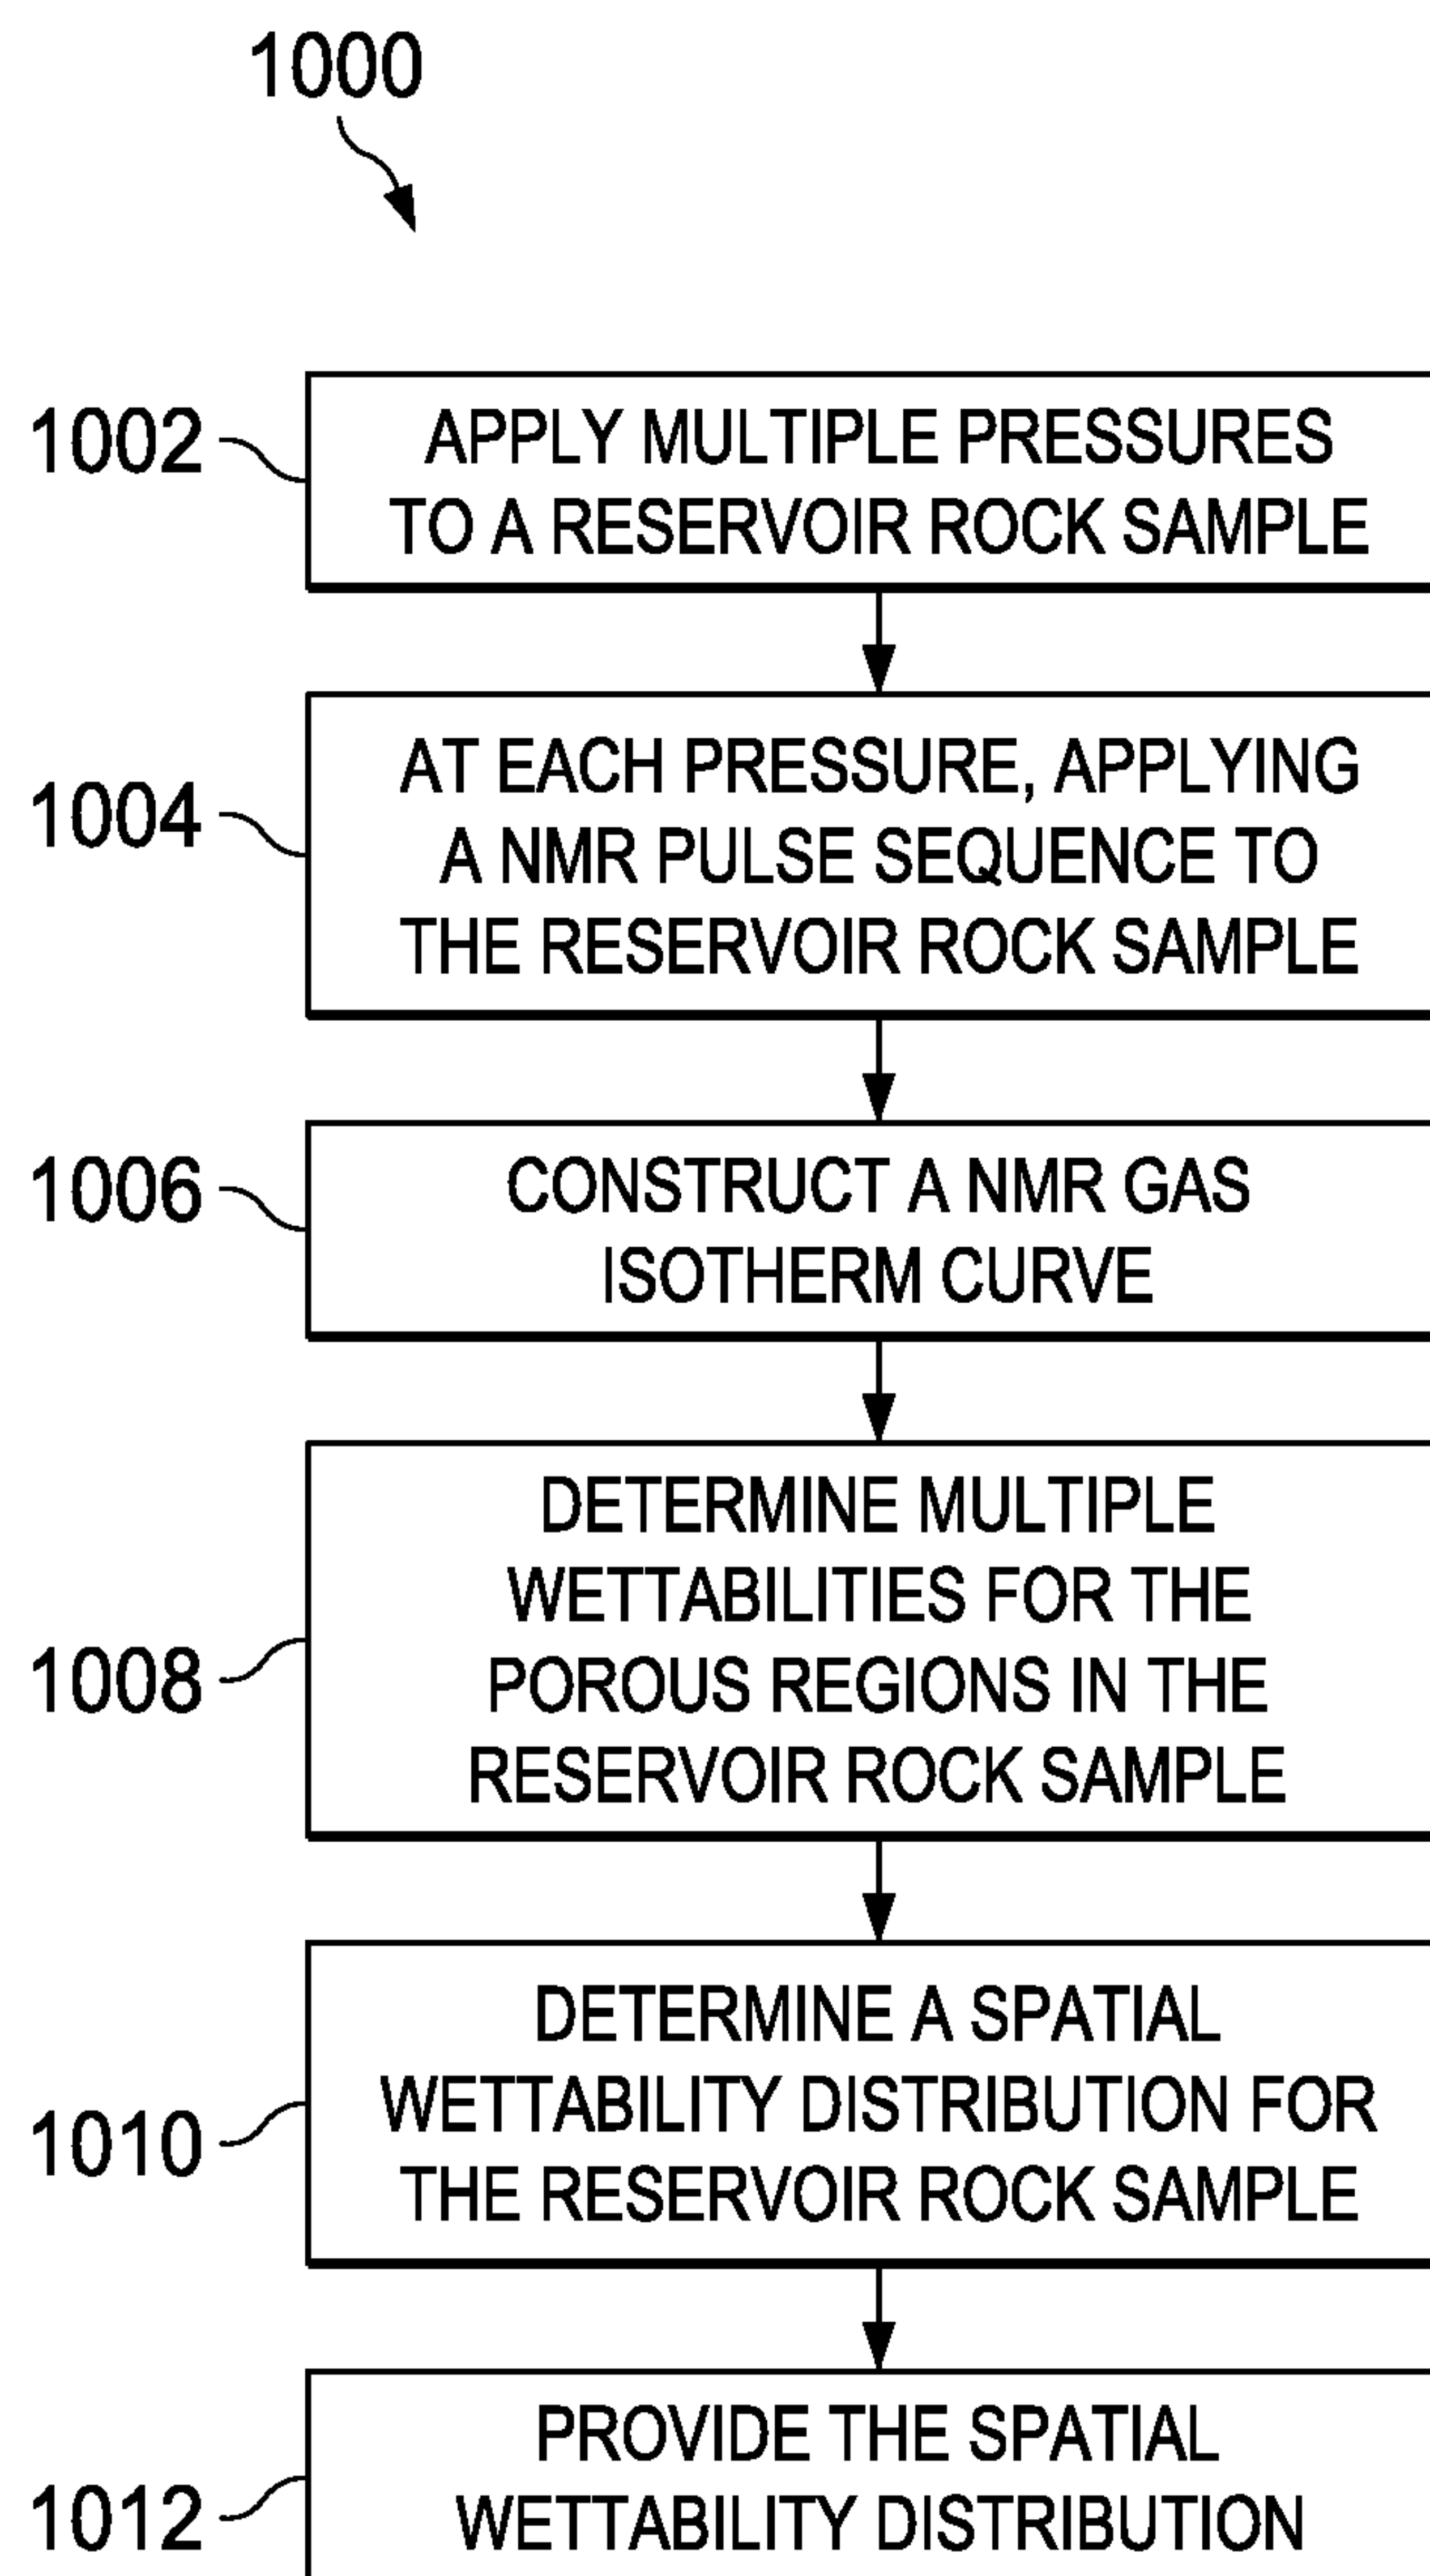 1000
1002
APPLY MULTIPLE PRESSURES
TO A RESERVOIR ROCK SAMPLE
1004
AT EACH PRESSURE, APPLYING
A NMR PULSE SEQUENCE TO
THE RESERVOIR ROCK SAMPLE
1006
CONSTRUCT A NMR GAS
ISOTHERM CURVE
1008
DETERMINE MULTIPLE
WETTABILITIES FOR THE
POROUS REGIONS IN THE
RESERVOIR ROCK SAMPLE
1010
DETERMINE A SPATIAL
WETTABILITY DISTRIBUTION FOR
THE RESERVOIR ROCK SAMPLE
1012
PROVIDE THE SPATIAL
WETTABILITY DISTRIBUTION